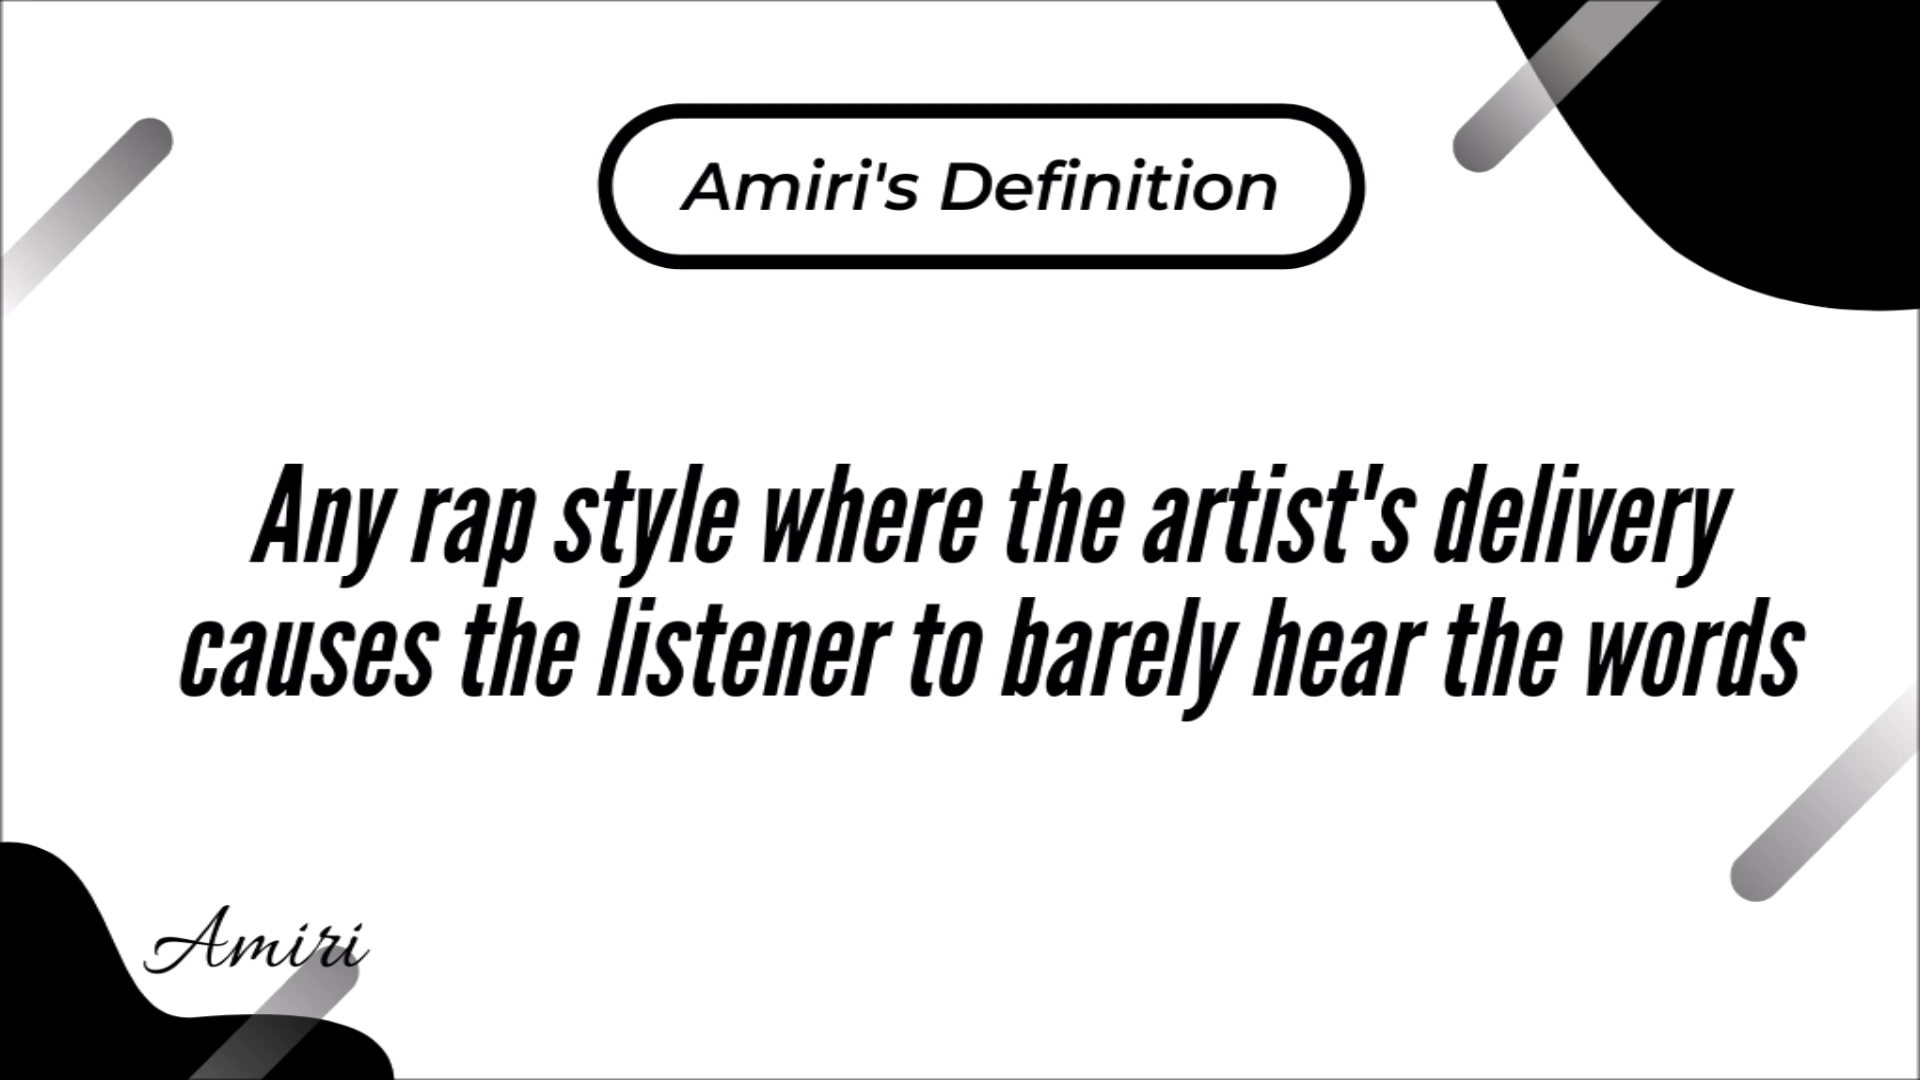 Amiri's Definition
Any rap style where the artist's delivery
causes the listener to barely hear the words
Amiri